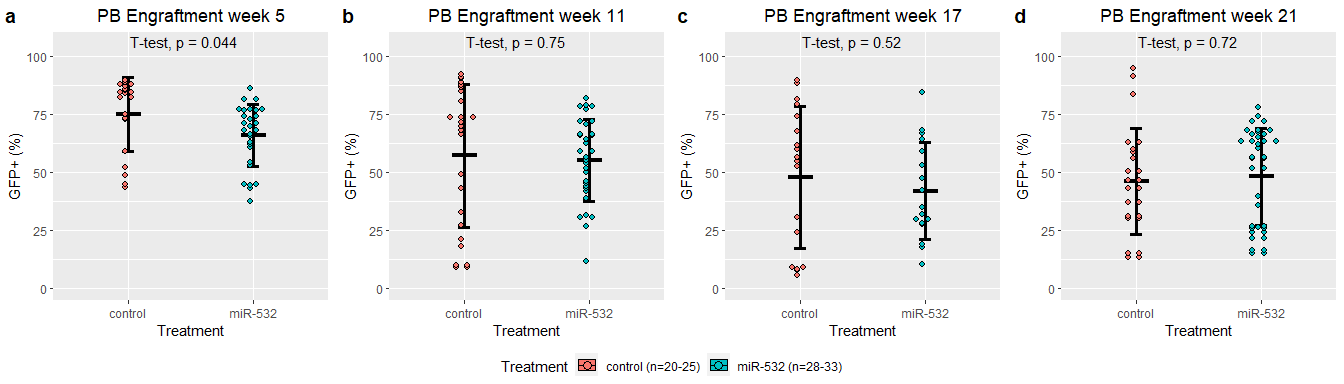 a PB Engraftment week 5
T-test, p = 0.044
GFP+ (%)
100
75
50
25
0
control miR-532
Treatment
b PB Engraftment week 11
T-test, p = 0.75
GFP+ (%)
100
75
50
25
0
control miR-532
Treatment
c PB Engraftment week 17
T-test, p = 0.52
GFP+ (%)
100
75
50
25
0
control miR-532
Treatment
d PB Engraftment week 21
T-test, p = 0.72
GFP+ (%)
100
75
50
25
0
control miR-532
Treatment
Treatment control (n=20-25) miR-532 (n=28-33)